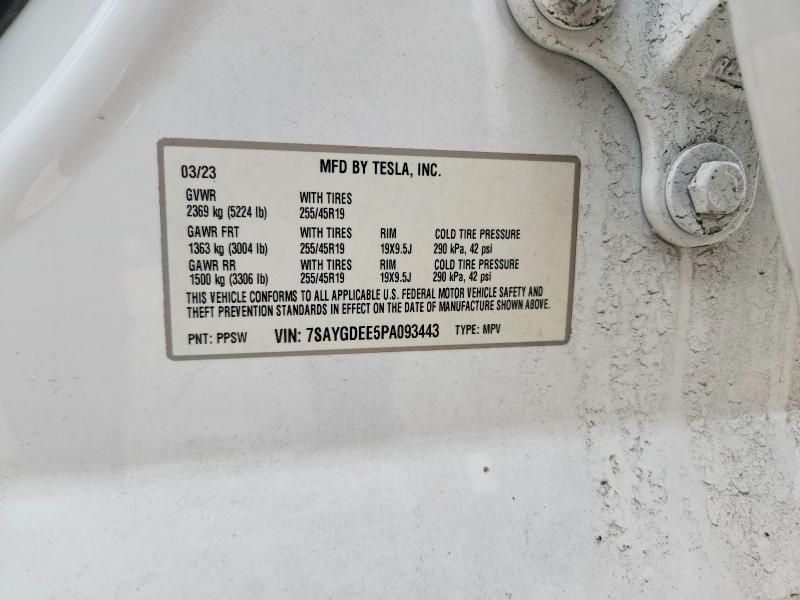 03/23 MFD BY TESLA, INC.
GVWR WITH TIRES
2369 kg (5224 lb) 255/45R19
GAWR FRT WITH TIRES RIM COLD TIRE PRESSURE
1363 kg (3004 lb) 255/45R19 19X9.5J 290 kPa, 42 psi
GAWR RR WITH TIRES RIM COLD TIRE PRESSURE
1500 kg (3306 lb) 255/45R19 19X9.5J 290 kPa, 42 psi
THIS VEHICLE CONFORMS TO ALL APPLICABLE U.S. FEDERAL MOTOR VEHICLE SAFETY AND
THEFT PREVENTION STANDARDS IN EFFECT ON THE DATE OF MANUFACTURE SHOWN ABOVE.
PNT: PPSW VIN: 7SAYGDEE5PA093443 TYPE: MPV